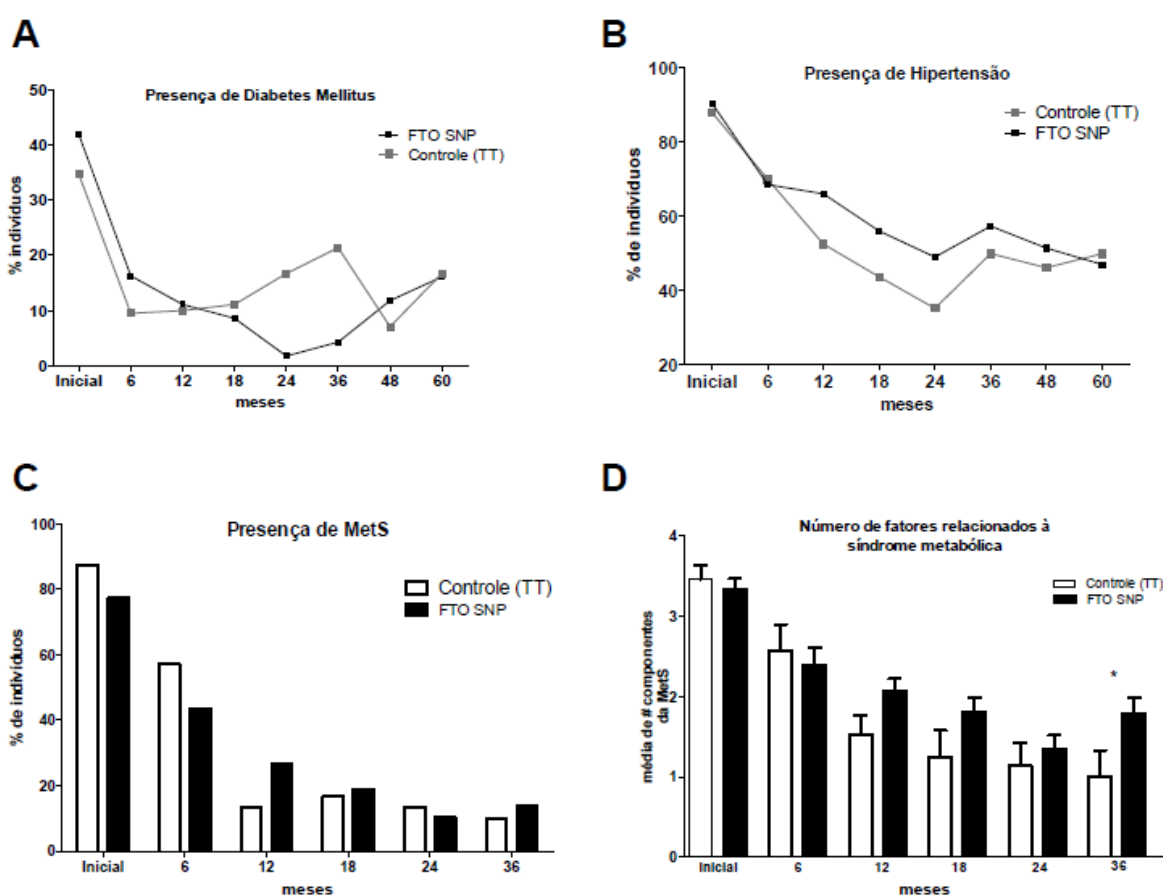 A
Presença de Diabetes Mellitus
FTO SNP
Controle (TT)
% indivíduos
50
40
30
20
10
0
Inicial 6 12 18 24 36 48 60
meses
B
Presença de Hipertensão
Controle (TT)
FTO SNP
% de indivíduos
100
80
60
40
20
Inicial 6 12 18 24 36 48 60
meses
C
Presença de MetS
Controle (TT)
FTO SNP
% de indivíduos
100
80
60
40
20
0
Inicial 6 12 18 24 36
meses
D
Número de fatores relacionados à
síndrome metabólica
Controle (TT)
FTO SNP
média de # componentes
da MetS
4
3
2
1
0
*
Inicial 6 12 18 24 36
meses